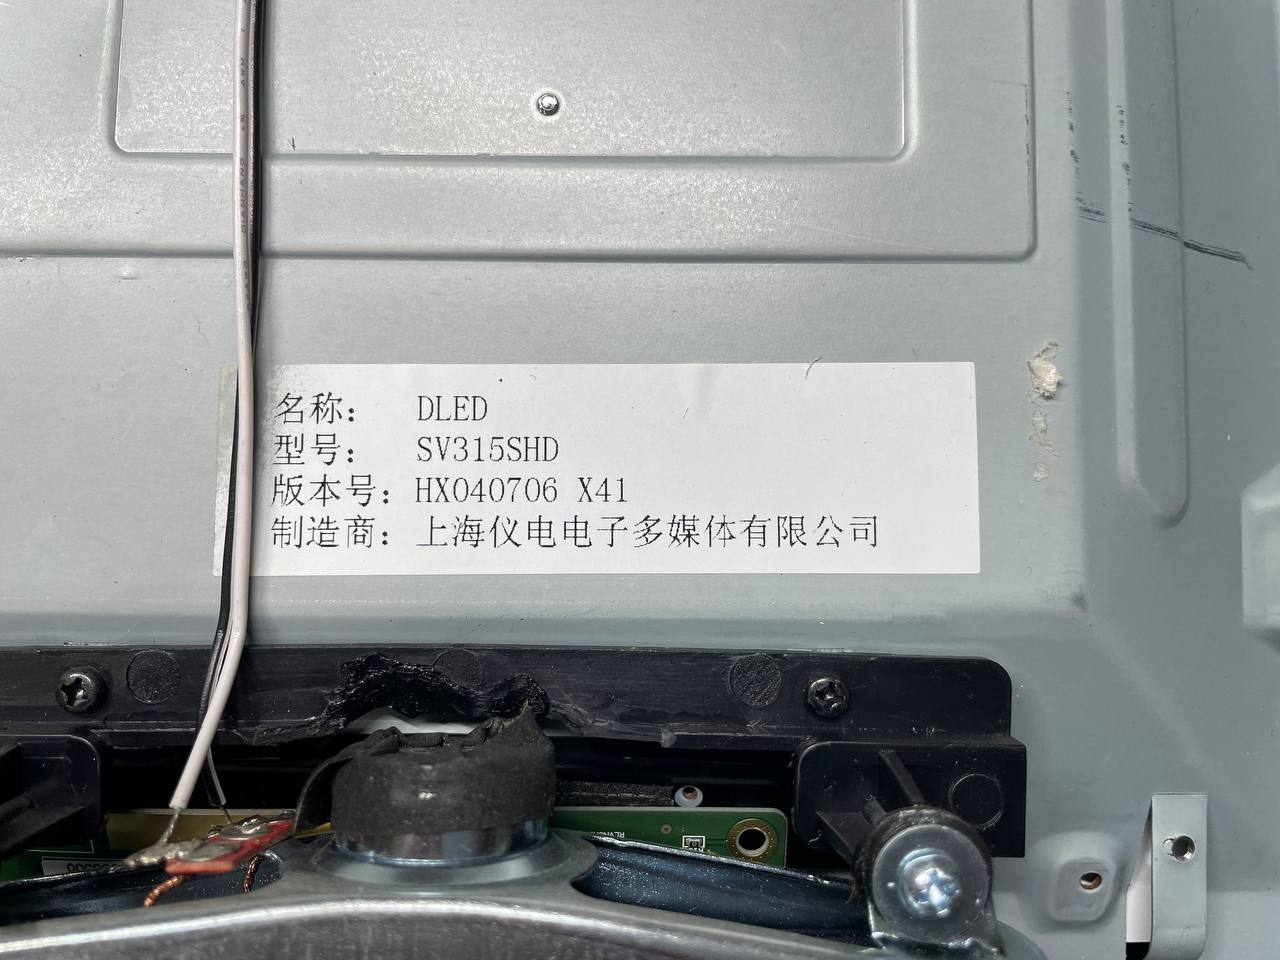 名称： DLED
型号： SV315SHD
版本号：HX040706 X41
制造商：上海仪电电子多媒体有限公司